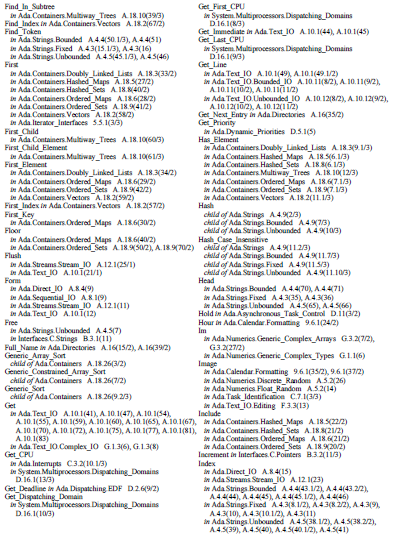 Find_In_Subtree
in Ada.Containers.Multiway_Trees A.18.10(39/3)
Find_Index in Ada.Containers.Vectors A.18.2(67/2)
Find_Token
in Ada.Strings.Bounded A.4.4(50.1/3), A.4.4(51)
in Ada.Strings.Fixed A.4.3(15.1/3), A.4.3(16)
in Ada.Strings.Unbounded A.4.5(45.1/3), A.4.5(46)
First
in Ada.Containers.Doubly_Linked_Lists A.18.3(33/2)
in Ada.Containers.Hashed_Maps A.18.5(27/2)
in Ada.Containers.Hashed_Sets A.18.8(40/2)
in Ada.Containers.Ordered_Maps A.18.6(28/2)
in Ada.Containers.Ordered_Sets A.18.9(41/2)
in Ada.Containers.Vectors A.18.2(58/2)
in Ada.Iterator_Interfaces 5.5.1(3/3)
First_Child
in Ada.Containers.Multiway_Trees A.18.10(60/3)
First_Child_Element
in Ada.Containers.Multiway_Trees A.18.10(61/3)
First_Element
in Ada.Containers.Doubly_Linked_Lists A.18.3(34/2)
in Ada.Containers.Ordered_Maps A.18.6(29/2)
in Ada.Containers.Ordered_Sets A.18.9(42/2)
in Ada.Containers.Vectors A.18.2(59/2)
First_Index in Ada.Containers.Vectors A.18.2(57/2)
First_Key
in Ada.Containers.Ordered_Maps A.18.6(30/2)
Floor
in Ada.Containers.Ordered_Maps A.18.6(40/2)
in Ada.Containers.Ordered_Sets A.18.9(50/2), A.18.9(70/2)
Flush
in Ada.Streams.Stream_IO A.12.1(25/1)
in Ada.Text_IO A.10.1(21/1)
Form
in Ada.Direct_IO A.8.4(9)
in Ada.Sequential_IO A.8.1(9)
in Ada.Streams.Stream_IO A.12.1(11)
in Ada.Text_IO A.10.1(12)
Free
in Ada.Strings.Unbounded A.4.5(7)
in Interfaces.C.Strings B.3.1(11)
Full_Name in Ada.Directories A.16(15/2), A.16(39/2)
Generic_Array_Sort
child of Ada.Containers A.18.26(3/2)
Generic_Constrained_Array_Sort
child of Ada.Containers A.18.26(7/2)
Generic_Sort
child of Ada.Containers A.18.26(9.2/3)
Get
in Ada.Text_IO A.10.1(41), A.10.1(47), A.10.1(54),
A.10.1(55), A.10.1(59), A.10.1(60), A.10.1(65), A.10.1(67),
A.10.1(70), A.10.1(72), A.10.1(75), A.10.1(77), A.10.1(81),
A.10.1(83)
in Ada.Text_IO.Complex_IO G.1.3(6), G.1.3(8)
Get_CPU
in Ada.Interrupts C.3.2(10.1/3)
in System.Multiprocessors.Dispatching_Domains
D.16.1(13/3)
Get_Deadline in Ada.Dispatching.EDF D.2.6(9/2)
Get_Dispatching_Domain
in System.Multiprocessors.Dispatching_Domains
D.16.1(10/3)
Get_First_CPU
in System.Multiprocessors.Dispatching_Domains
D.16.1(8/3)
Get_Immediate in Ada.Text_IO A.10.1(44), A.10.1(45)
Get_Last_CPU
in System.Multiprocessors.Dispatching_Domains
D.16.1(9/3)
Get_Line
in Ada.Text_IO A.10.1(49), A.10.1(49.1/2)
in Ada.Text_IO.Bounded_IO A.10.11(8/2), A.10.11(9/2),
A.10.11(10/2), A.10.11(11/2)
in Ada.Text_IO.Unbounded_IO A.10.12(8/2), A.10.12(9/2),
A.10.12(10/2), A.10.12(11/2)
Get_Next_Entry in Ada.Directories A.16(35/2)
Get_Priority
in Ada.Dynamic_Priorities D.5.1(5)
Has_Element
in Ada.Containers.Doubly_Linked_Lists A.18.3(9.1/3)
in Ada.Containers.Hashed_Maps A.18.5(6.1/3)
in Ada.Containers.Hashed_Sets A.18.8(6.1/3)
in Ada.Containers.Multiway_Trees A.18.10(12/3)
in Ada.Containers.Ordered_Maps A.18.6(7.1/3)
in Ada.Containers.Ordered_Sets A.18.9(7.1/3)
in Ada.Containers.Vectors A.18.2(11.1/3)
Hash
child of Ada.Strings A.4.9(2/3)
child of Ada.Strings.Bounded A.4.9(7/3)
child of Ada.Strings.Unbounded A.4.9(10/3)
Hash_Case_Insensitive
child of Ada.Strings A.4.9(11.2/3)
child of Ada.Strings.Bounded A.4.9(11.7/3)
child of Ada.Strings.Fixed A.4.9(11.5/3)
child of Ada.Strings.Unbounded A.4.9(11.10/3)
Head
in Ada.Strings.Bounded A.4.4(70), A.4.4(71)
in Ada.Strings.Fixed A.4.3(35), A.4.3(36)
in Ada.Strings.Unbounded A.4.5(65), A.4.5(66)
Hold in Ada.Asynchronous_Task_Control D.11(3/2)
Hour in Ada.Calendar.Formatting 9.6.1(24/2)
Im
in Ada.Numerics.Generic_Complex_Arrays G.3.2(7/2),
G.3.2(27/2)
in Ada.Numerics.Generic_Complex_Types G.1.1(6)
Image
in Ada.Calendar.Formatting 9.6.1(35/2), 9.6.1(37/2)
in Ada.Numerics.Discrete_Random A.5.2(26)
in Ada.Numerics.Float_Random A.5.2(14)
in Ada.Task_Identification C.7.1(3/3)
in Ada.Text_IO.Editing F.3.3(13)
Include
in Ada.Containers.Hashed_Maps A.18.5(22/2)
in Ada.Containers.Hashed_Sets A.18.8(21/2)
in Ada.Containers.Ordered_Maps A.18.6(21/2)
in Ada.Containers.Ordered_Sets A.18.9(20/2)
Increment in Interfaces.C.Pointers B.3.2(11/3)
Index
in Ada.Direct_IO A.8.4(15)
in Ada.Streams.Stream_IO A.12.1(23)
in Ada.Strings.Bounded A.4.4(43.1/2), A.4.4(43.2/2),
A.4.4(44), A.4.4(45), A.4.4(45.1/2), A.4.4(46)
in Ada.Strings.Fixed A.4.3(8.1/2), A.4.3(8.2/2), A.4.3(9),
A.4.3(10), A.4.3(10.1/2), A.4.3(11)
in Ada.Strings.Unbounded A.4.5(38.1/2), A.4.5(38.2/2),
A.4.5(39), A.4.5(40), A.4.5(40.1/2), A.4.5(41)